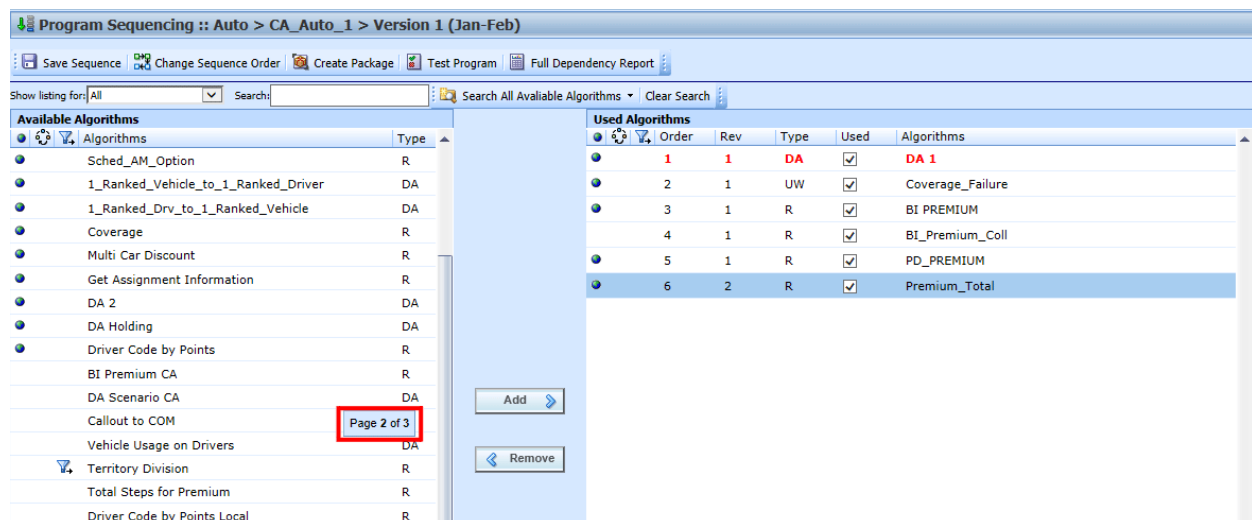 Program Sequencing :: Auto > CA_Auto_1 > Version 1 (Jan-Feb)
Save Sequence Change Sequence Order Create Package Test Program Full Dependency Report
Show listing for: All Search: Search All Avaliable Algorithms Clear Search
Available Algorithms
Algorithms Type
Sched_AM_Option R
1_Ranked_Vehicle_to_1_Ranked_Driver DA
1_Ranked_Drv_to_1_Ranked_Vehicle DA
Coverage R
Multi Car Discount R
Get Assignment Information R
DA 2 DA
DA Holding DA
Driver Code by Points R
BI Premium CA R
DA Scenario CA DA
Callout to COM
Page 2 of 3
Vehicle Usage on Drivers DA
Territory Division R
Total Steps for Premium R
Driver Code by Points Local R
Add
Remove
Used Algorithms
Order Rev Type Used Algorithms
1 1 DA DA 1
2 1 UW Coverage_Failure
3 1 R BI PREMIUM
4 1 R BI_Premium_Coll
5 1 R PD_PREMIUM
6 2 R Premium_Total